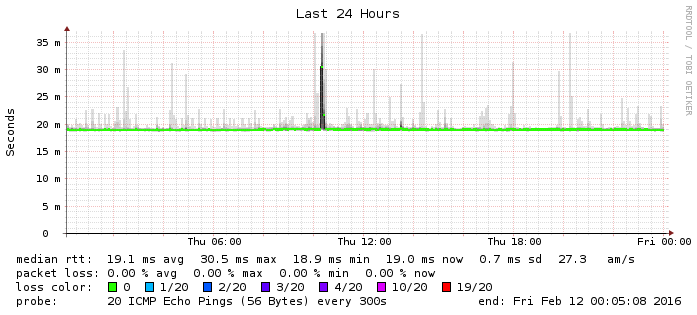 Last 24 Hours
RRDTOOL / TOBI OETIKER
Seconds
35 m
30 m
25 m
20 m
15 m
10 m
5 m
0
Thu 06:00 Thu 12:00 Thu 18:00 Fri 00:00
median rtt: 19.1 ms avg 30.5 ms max 18.9 ms min 19.0 ms now 0.7 ms sd 27.3 am/s
packet loss: 0.00 % avg 0.00 % max 0.00 % min 0.00 % now
loss color: 0 1/20 2/20 3/20 4/20 10/20 19/20
probe: 20 ICMP Echo Pings (56 Bytes) every 300s end: Fri Feb 12 00:05:08 2016